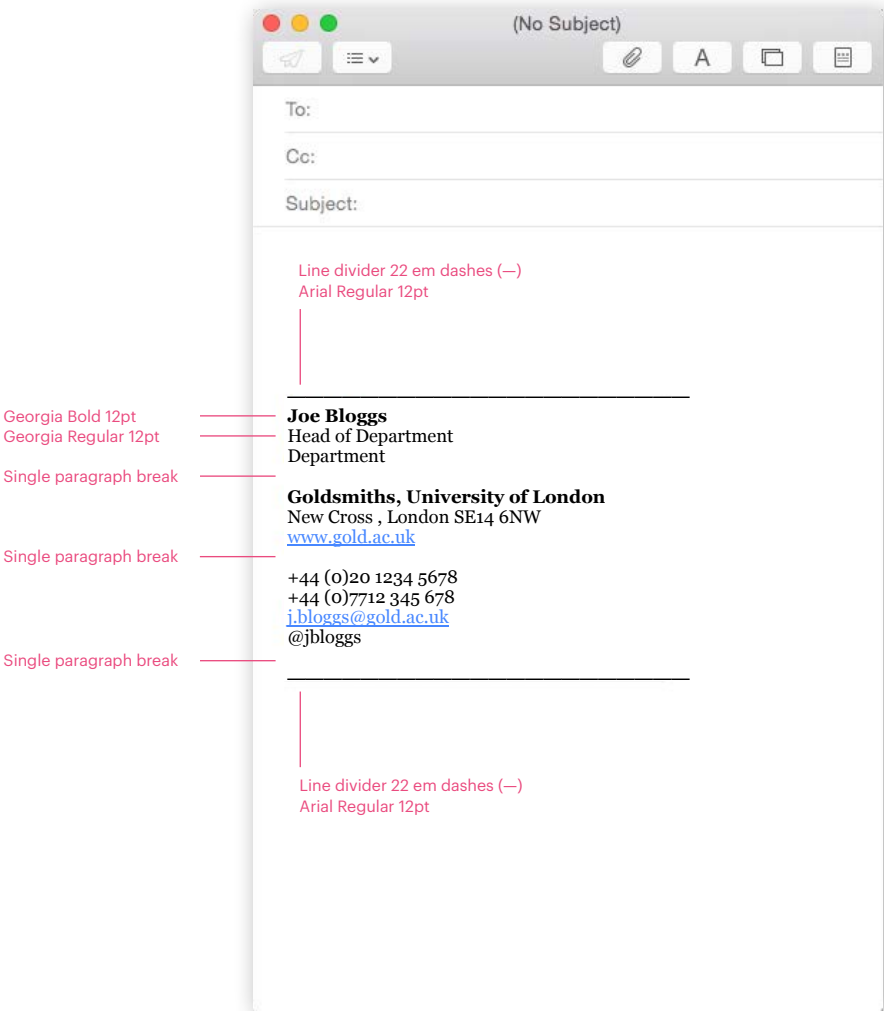 (No Subject)
A
To:
Cc:
Subject:
Line divider 22 em dashes (—)
Arial Regular 12pt
——————————————————————
Georgia Bold 12pt
Joe Bloggs
Georgia Regular 12pt
Head of Department
Department
Single paragraph break
Goldsmiths, University of London
New Cross , London SE14 6NW
www.gold.ac.uk
Single paragraph break
+44 (0)20 1234 5678
+44 (0)7712 345 678
j.bloggs@gold.ac.uk
@jbloggs
Single paragraph break
——————————————————————
Line divider 22 em dashes (—)
Arial Regular 12pt